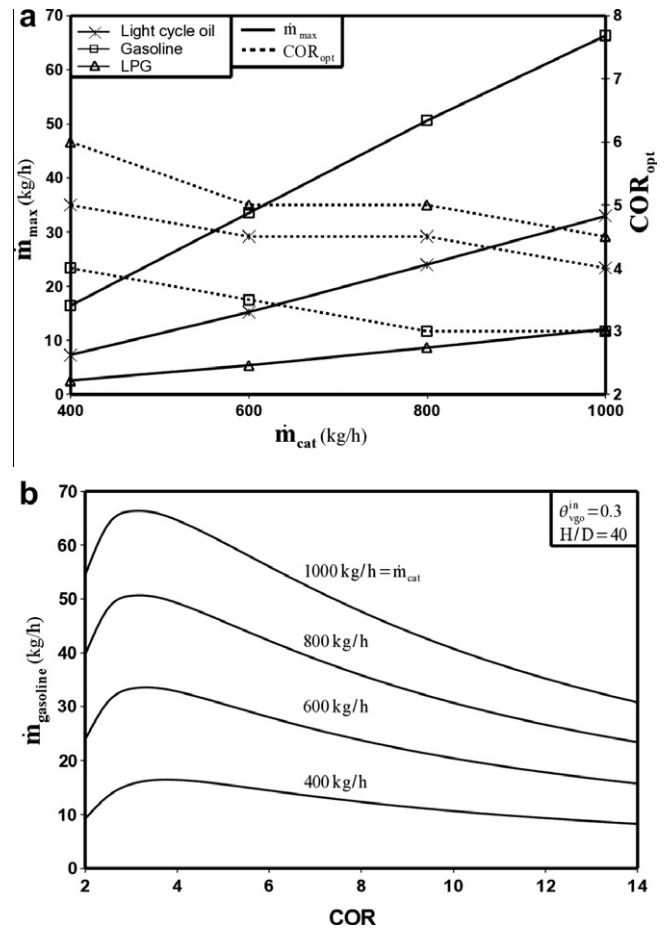 a
Light cycle oil
Gasoline
LPG
ṁmax
CORopt
70
60
50
40
30
20
10
0
ṁmax (kg/h)
8
7
6
5
4
3
2
CORopt
400
600
800
1000
ṁcat (kg/h)
b
θ^in_vgo = 0.3
H/D = 40
1000 kg/h = ṁcat
800 kg/h
600 kg/h
400 kg/h
70
60
50
40
30
20
10
0
ṁgasoline (kg/h)
2
4
6
8
10
12
14
COR